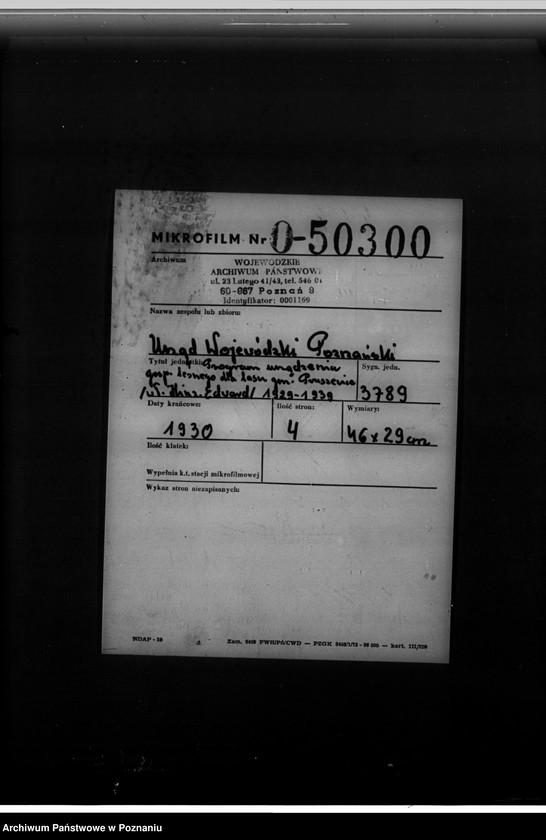 MIKROFILM Nr O-50300
Archiwum
WOJEWÓDZKIE
ARCHIWUM PAŃSTWOW
ul. 23 Lutego 41/43, tel. 546 0
60-967 Poznań 9
Identyfikator: 0001169
Nazwa zespołu lub zbioru:
Urząd Wojewódzki Poznański
Tytuł jednostki: Program urządzenia
Sygn. jedn.
gosp. leśnego dla lasu gm. Pruszenie
3789
Edward/ 1929-1939
Daty krańcowe:
Ilość stron:
Wymiary:
1930
4
46 x 29 cm
Ilość klatek:
Wypełnia k.t. stacji mikrofilmowej
Wykaz stron niezapisanych:
NDAP-38
Archiwum Państwowe w Poznaniu